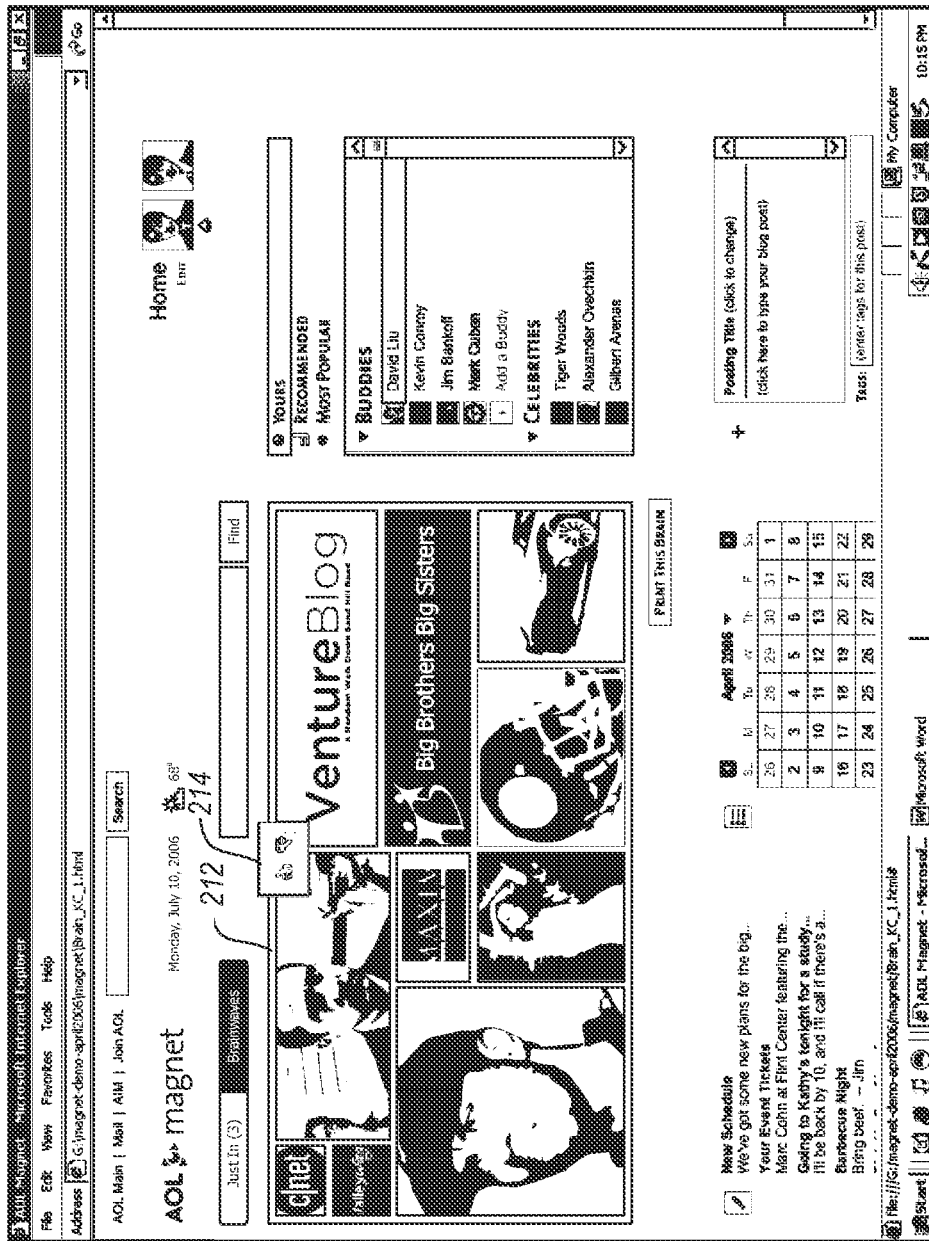 AOL Magnet - Microsoft Internet Explorer
File Edit View Favorites Tools Help
Address G:\magnet-demo-april2006\magnet\Brain_KC_1.html Go
AOL Main | Mail | AIM | Join AOL Search
AOL magnet
Monday, July 10, 2006 68°
Home
EDIT
212
214
Just In (3) Brainwaves Find
cnet
VentureBlog
Big Brothers Big Sisters
MAXIM
PRINT THIS BRAIN
YOURS
RECOMMENDED
MOST POPULAR
BUDDIES
David Liu
Kevin Conroy
Jim Bankoff
Mark Cuban
Add a Buddy
CELEBRITIES
Tiger Woods
Alexander Ovechkin
Gilbert Arenas
New Schedule
We've got some new plans for the big...
Your Event Tickets
Marc Cohn at Flint Center featuring the...
Going to Kathy's tonight for a study...
I'll be back by 10, and I'll call if there's a...
Barbecue Night
Bring beer. -- Jim
April 2006
Su M Tu W Th F Sa
26 27 28 29 30 31 1
2 3 4 5 6 7 8
9 10 11 12 13 14 15
16 17 18 19 20 21 22
23 24 25 26 27 28 29
Posting Title (click to change)
(click here to type your blog post)
TAGS: (enter tags for this post)
file:///G:/magnet-demo-april2006/magnet/Brain_KC_1.html# My Computer
Start AOL Magnet - Microsof... Microsoft Word 10:15 PM